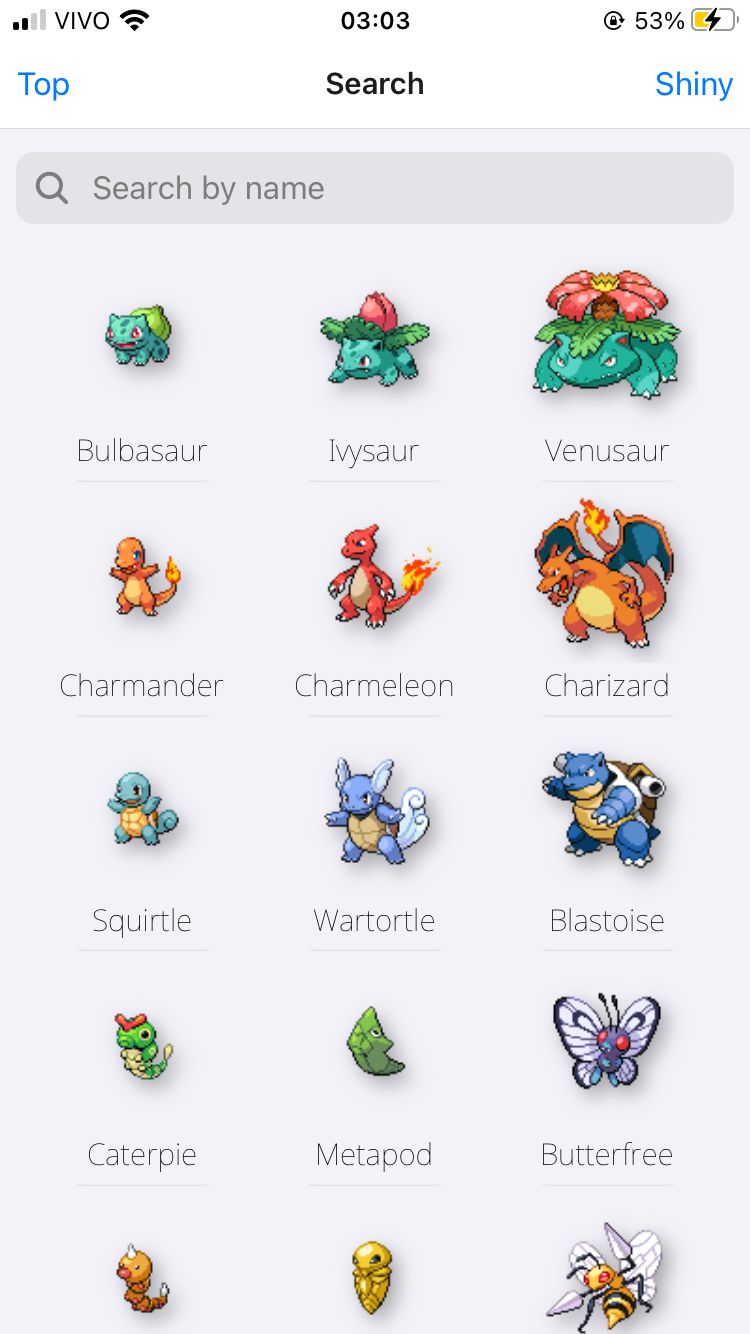 VIVO 03:03 53%
Top Search Shiny
Search by name
Bulbasaur Ivysaur Venusaur
Charmander Charmeleon Charizard
Squirtle Wartortle Blastoise
Caterpie Metapod Butterfree